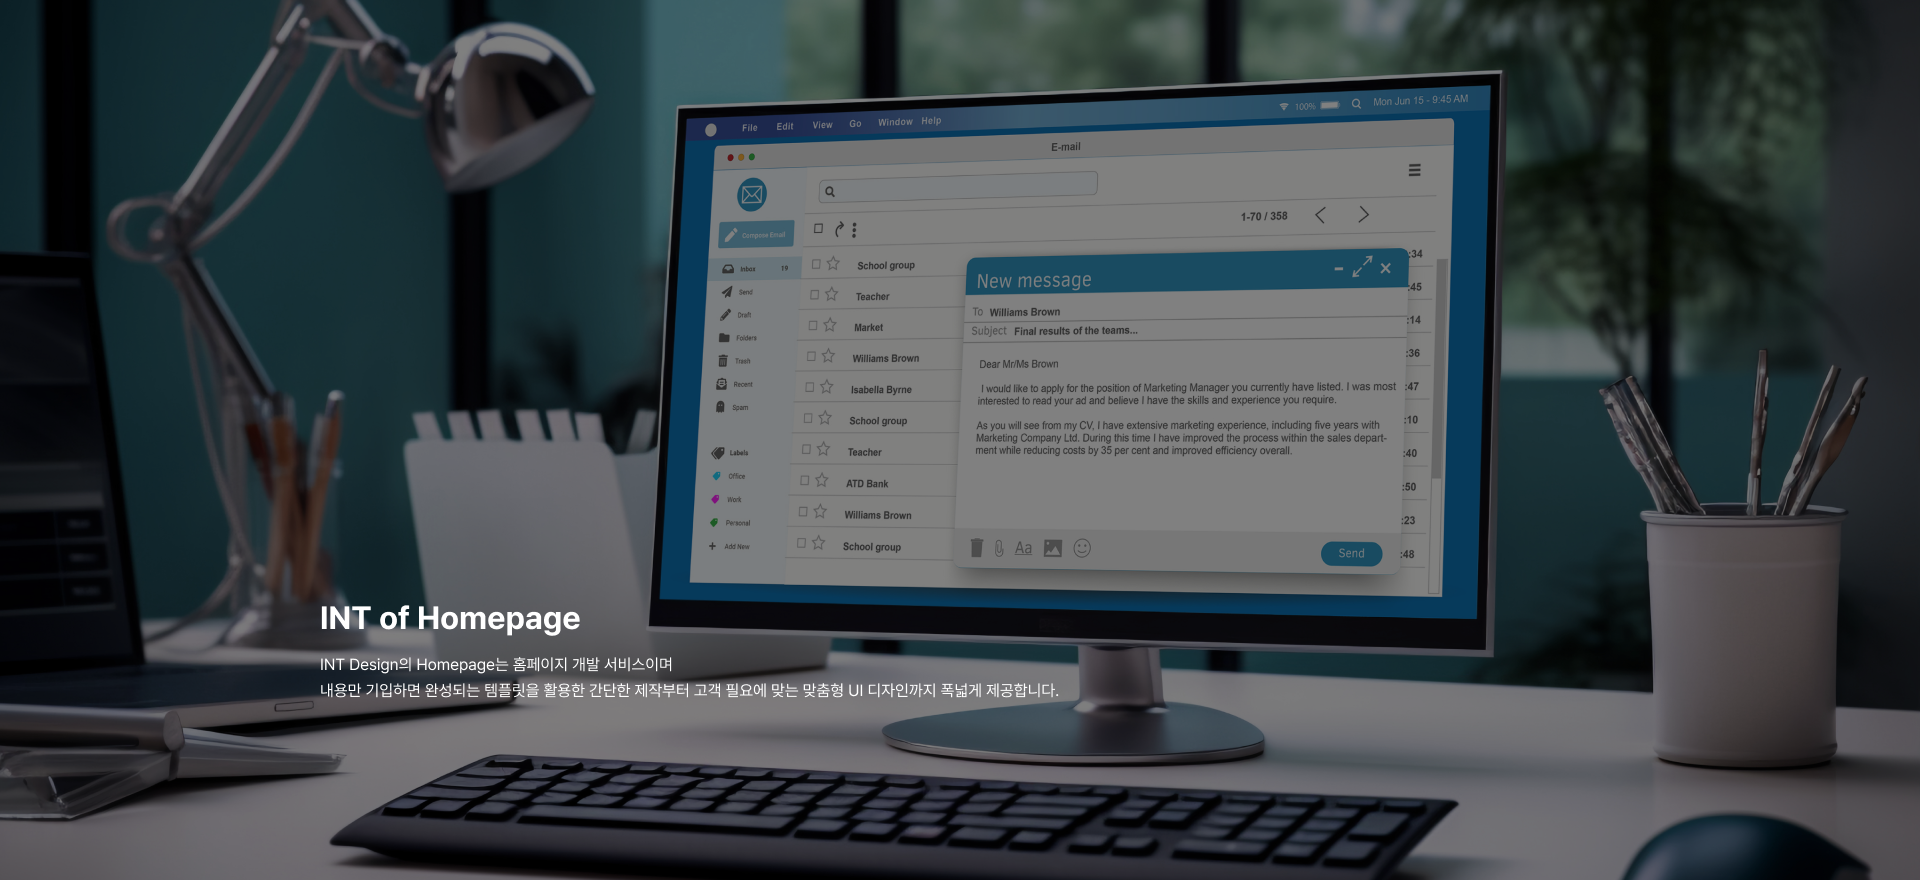 File Edit View Go Window Help
100% Mon Jun 15 - 9:45 AM
E-mail
Compose Email
1-70 / 358
Inbox 19
Send
Draft
Folders
Trash
Recent
Spam
Labels
Office
Work
Personal
Add New
School group :34
Teacher :45
Market :14
Williams Brown :36
Isabella Byrne :47
School group :10
Teacher :40
ATD Bank :50
Williams Brown :23
School group :48
New message
To Williams Brown
Subject Final results of the teams...
Dear Mr/Ms Brown
I would like to apply for the position of Marketing Manager you currently have listed. I was most
interested to read your ad and believe I have the skills and experience you require.
As you will see from my CV, I have extensive marketing experience, including five years with
Marketing Company Ltd. During this time I have improved the process within the sales depart-
ment while reducing costs by 35 per cent and improved efficiency overall.
Aa
Send
INT of Homepage
INT Design의 Homepage는 홈페이지 개발 서비스이며
내용만 기입하면 완성되는 템플릿을 활용한 간단한 제작부터 고객 필요에 맞는 맞춤형 UI 디자인까지 폭넓게 제공합니다.